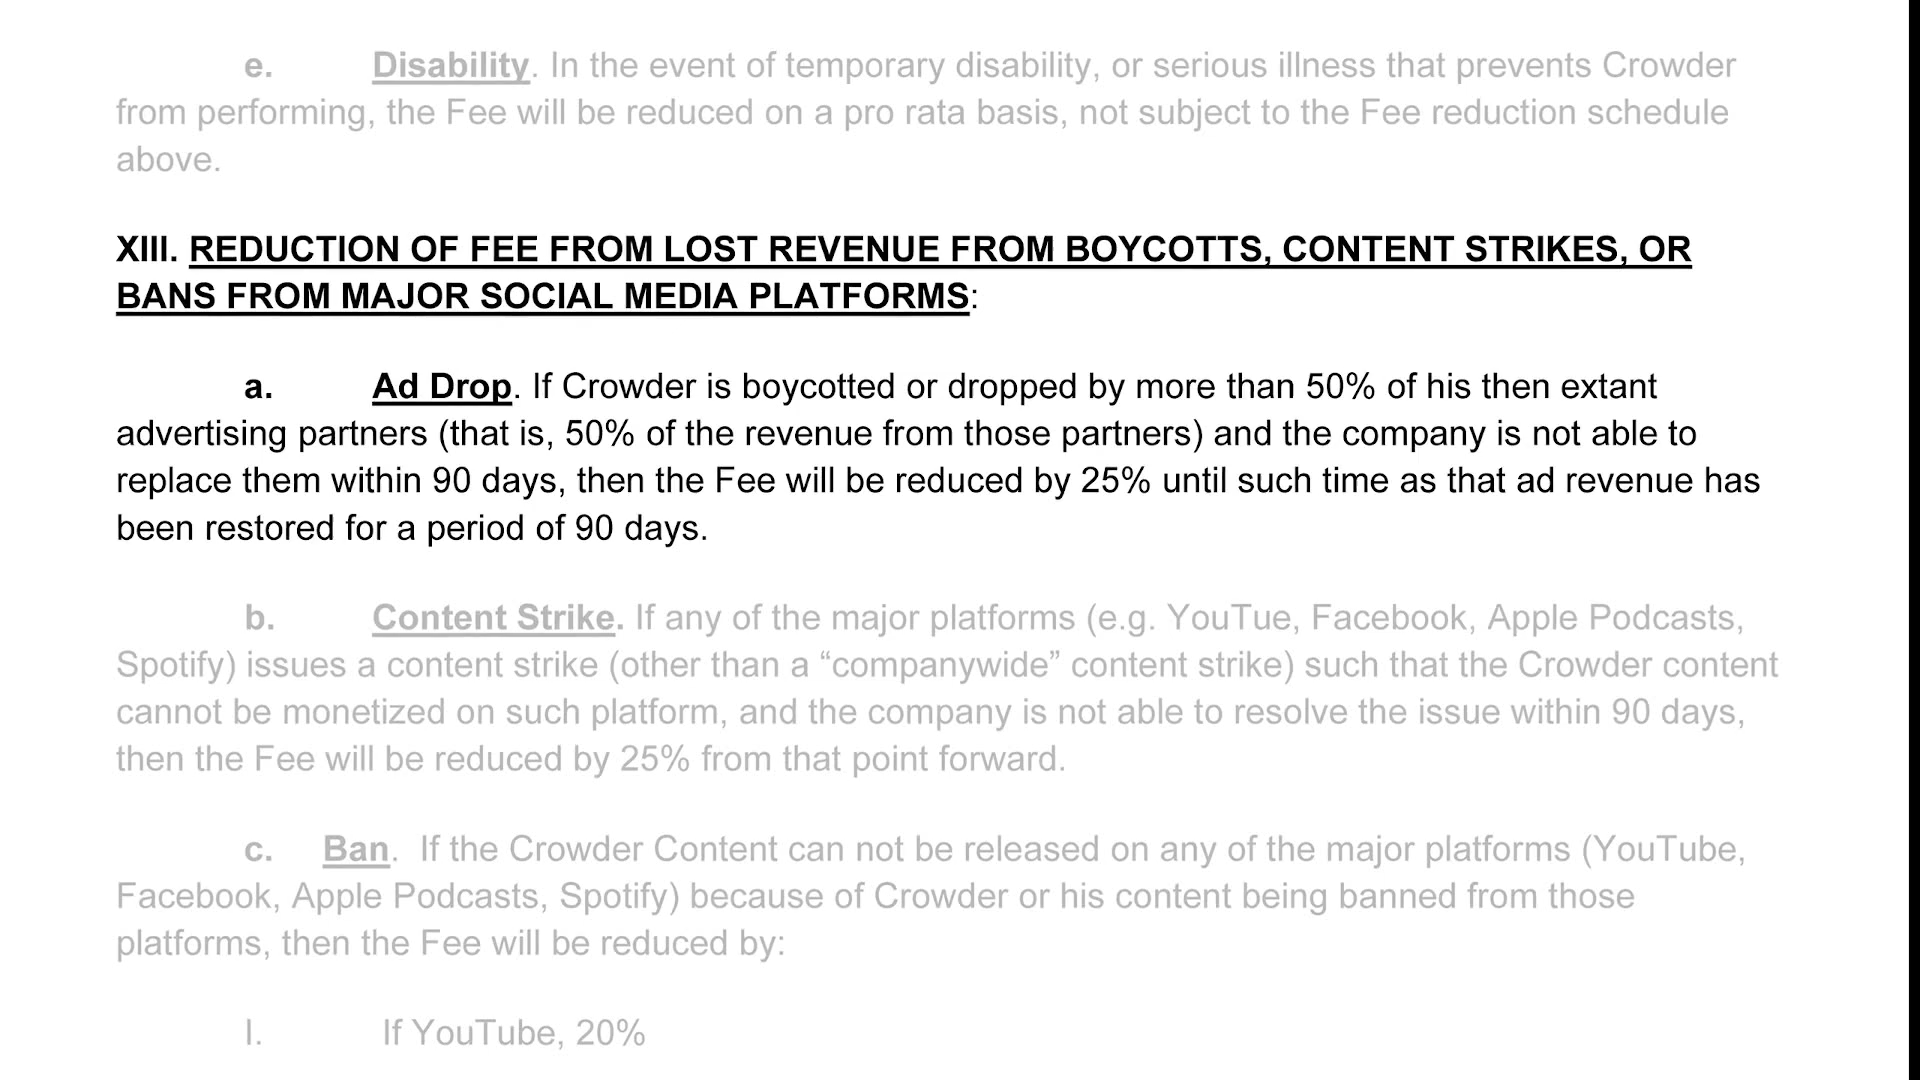 e. Disability. In the event of temporary disability, or serious illness that prevents Crowder
from performing, the Fee will be reduced on a pro rata basis, not subject to the Fee reduction schedule
above.
XIII. REDUCTION OF FEE FROM LOST REVENUE FROM BOYCOTTS, CONTENT STRIKES, OR
BANS FROM MAJOR SOCIAL MEDIA PLATFORMS:
a. Ad Drop. If Crowder is boycotted or dropped by more than 50% of his then extant
advertising partners (that is, 50% of the revenue from those partners) and the company is not able to
replace them within 90 days, then the Fee will be reduced by 25% until such time as that ad revenue has
been restored for a period of 90 days.
b. Content Strike. If any of the major platforms (e.g. YouTue, Facebook, Apple Podcasts,
Spotify) issues a content strike (other than a “companywide” content strike) such that the Crowder content
cannot be monetized on such platform, and the company is not able to resolve the issue within 90 days,
then the Fee will be reduced by 25% from that point forward.
c. Ban. If the Crowder Content can not be released on any of the major platforms (YouTube,
Facebook, Apple Podcasts, Spotify) because of Crowder or his content being banned from those
platforms, then the Fee will be reduced by:
I. If YouTube, 20%